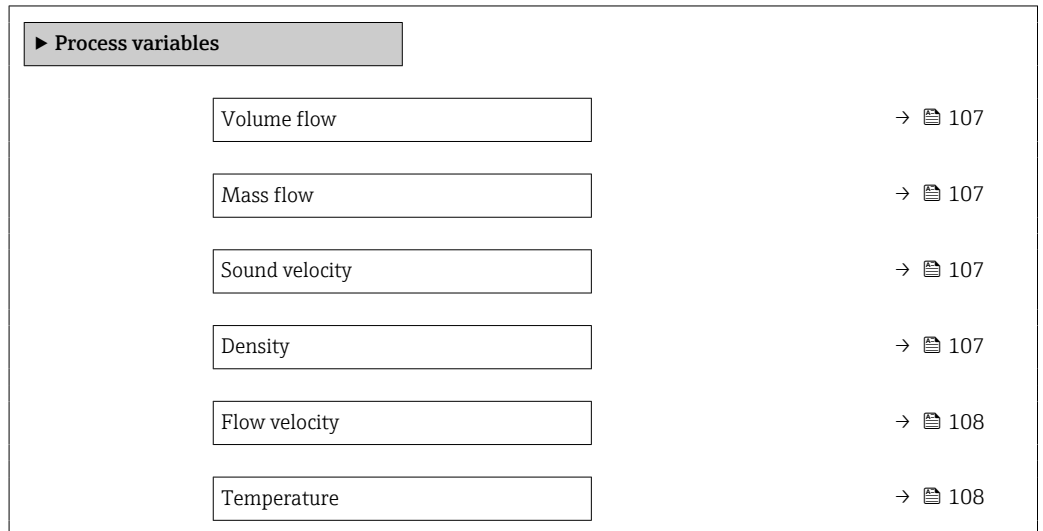 ▶ Process variables
Volume flow → 107
Mass flow → 107
Sound velocity → 107
Density → 107
Flow velocity → 108
Temperature → 108